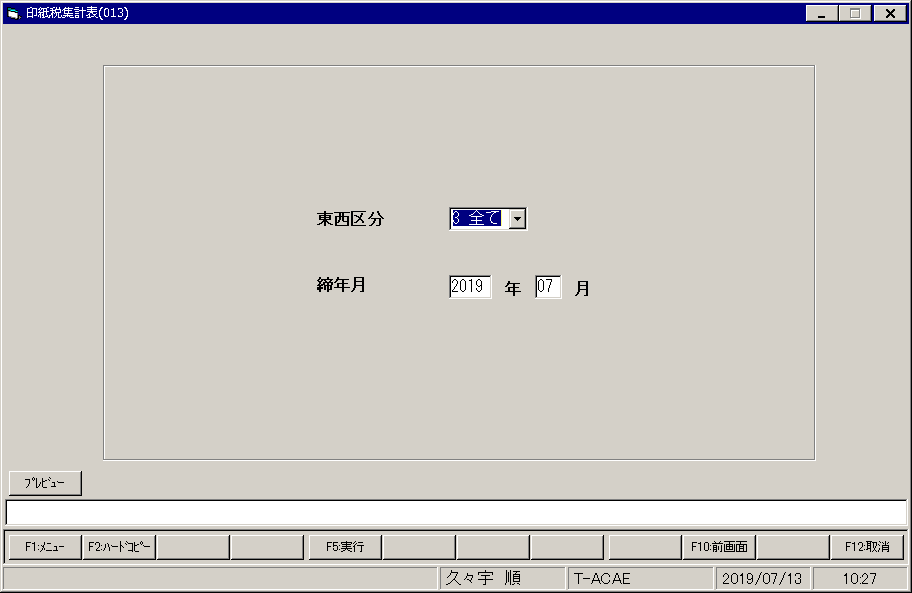 印紙税集計表(013)
東西区分 3 全て
締年月 2019 年 07 月
ﾌﾟﾚﾋﾞｭｰ
F1:ﾒﾆｭｰ F2:ﾊｰﾄﾞｺﾋﾟｰ F5:実行 F10:前画面 F12:取消
久々宇 順 T-ACAE 2019/07/13 10:27